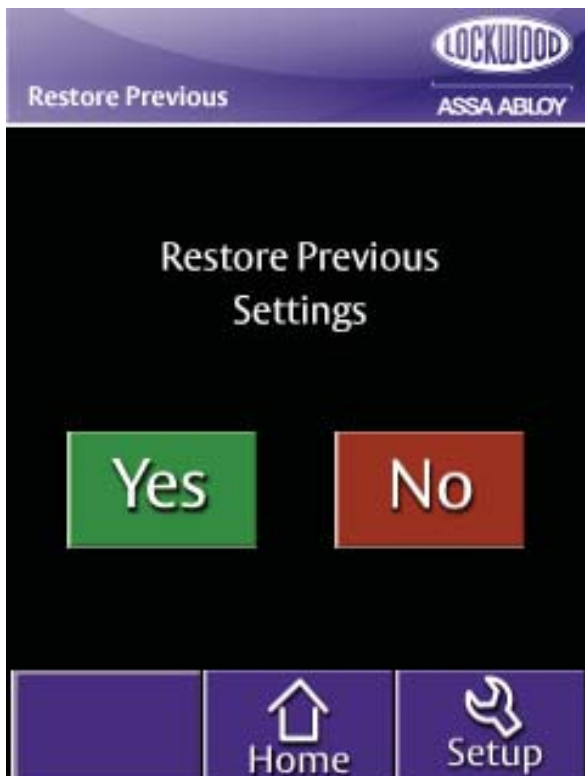 LOCKWOOD
Restore Previous
ASSA ABLOY
Restore Previous
Settings
Yes
No
Home
Setup